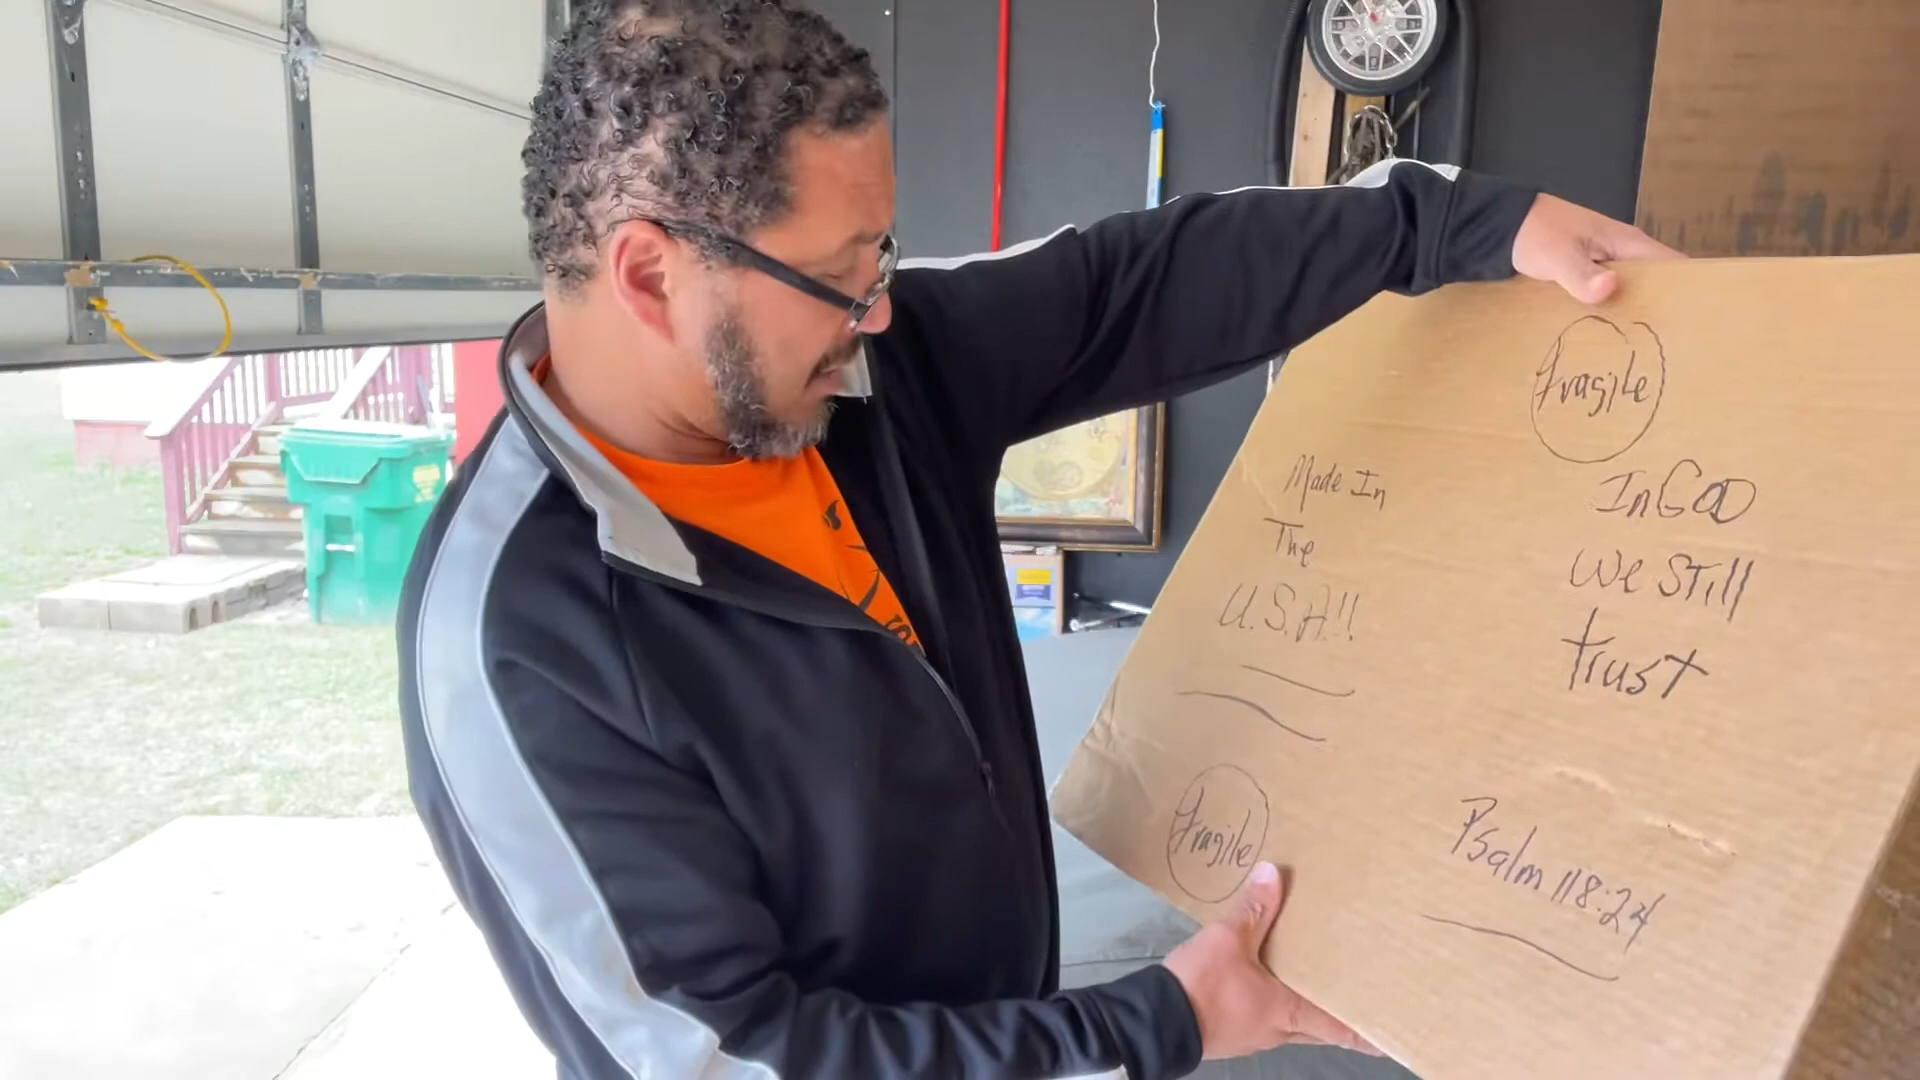 fragile
Made In
The
U.S.A!!
In GOD
We Still
trust
fragile
Psalm 118:24